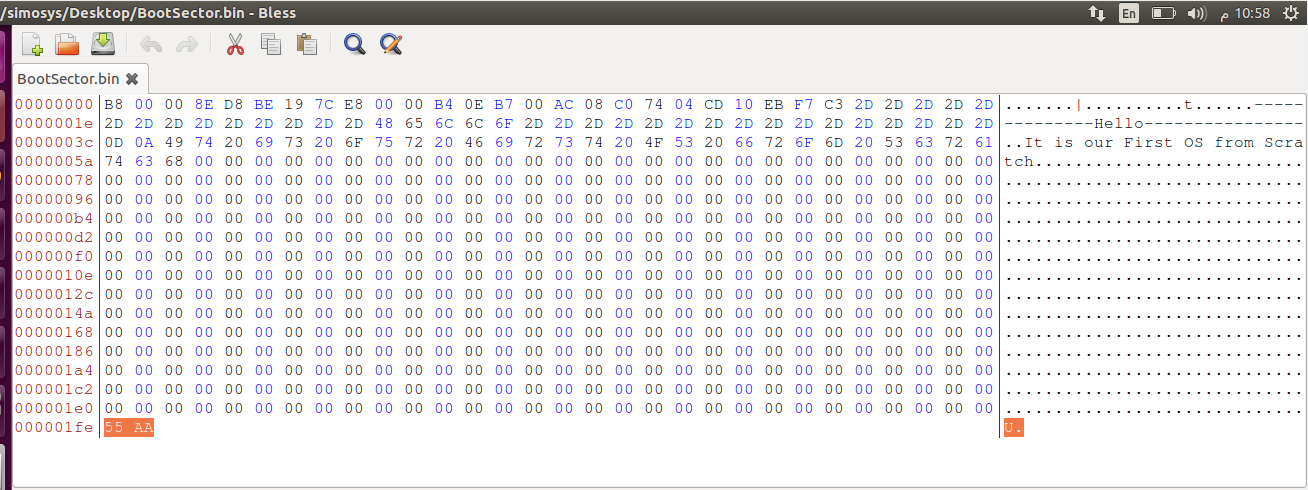 /simosys/Desktop/BootSector.bin - Bless En م 10:58
BootSector.bin
00000000 B8 00 00 8E D8 BE 19 7C E8 00 00 B4 0E B7 00 AC 08 C0 74 04 CD 10 EB F7 C3 2D 2D 2D 2D 2D .......|..........t......-----
0000001e 2D 2D 2D 2D 2D 2D 2D 2D 2D 48 65 6C 6C 6F 2D 2D 2D 2D 2D 2D 2D 2D 2D 2D 2D 2D 2D 2D 2D 2D ---------Hello----------------
0000003c 0D 0A 49 74 20 69 73 20 6F 75 72 20 46 69 72 73 74 20 4F 53 20 66 72 6F 6D 20 53 63 72 61 ..It is our First OS from Scra
0000005a 74 63 68 00 00 00 00 00 00 00 00 00 00 00 00 00 00 00 00 00 00 00 00 00 00 00 00 00 00 00 tch...........................
00000078 00 00 00 00 00 00 00 00 00 00 00 00 00 00 00 00 00 00 00 00 00 00 00 00 00 00 00 00 00 00 ..............................
00000096 00 00 00 00 00 00 00 00 00 00 00 00 00 00 00 00 00 00 00 00 00 00 00 00 00 00 00 00 00 00 ..............................
000000b4 00 00 00 00 00 00 00 00 00 00 00 00 00 00 00 00 00 00 00 00 00 00 00 00 00 00 00 00 00 00 ..............................
000000d2 00 00 00 00 00 00 00 00 00 00 00 00 00 00 00 00 00 00 00 00 00 00 00 00 00 00 00 00 00 00 ..............................
000000f0 00 00 00 00 00 00 00 00 00 00 00 00 00 00 00 00 00 00 00 00 00 00 00 00 00 00 00 00 00 00 ..............................
0000010e 00 00 00 00 00 00 00 00 00 00 00 00 00 00 00 00 00 00 00 00 00 00 00 00 00 00 00 00 00 00 ..............................
0000012c 00 00 00 00 00 00 00 00 00 00 00 00 00 00 00 00 00 00 00 00 00 00 00 00 00 00 00 00 00 00 ..............................
0000014a 00 00 00 00 00 00 00 00 00 00 00 00 00 00 00 00 00 00 00 00 00 00 00 00 00 00 00 00 00 00 ..............................
00000168 00 00 00 00 00 00 00 00 00 00 00 00 00 00 00 00 00 00 00 00 00 00 00 00 00 00 00 00 00 00 ..............................
00000186 00 00 00 00 00 00 00 00 00 00 00 00 00 00 00 00 00 00 00 00 00 00 00 00 00 00 00 00 00 00 ..............................
000001a4 00 00 00 00 00 00 00 00 00 00 00 00 00 00 00 00 00 00 00 00 00 00 00 00 00 00 00 00 00 00 ..............................
000001c2 00 00 00 00 00 00 00 00 00 00 00 00 00 00 00 00 00 00 00 00 00 00 00 00 00 00 00 00 00 00 ..............................
000001e0 00 00 00 00 00 00 00 00 00 00 00 00 00 00 00 00 00 00 00 00 00 00 00 00 00 00 00 00 00 00 ..............................
000001fe 55 AA U.